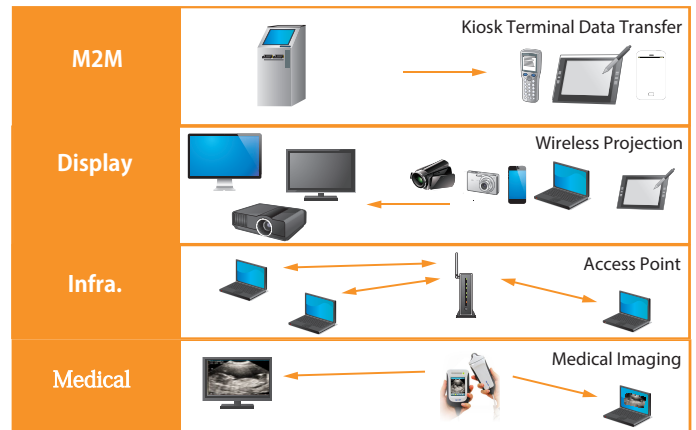 M2M
Kiosk Terminal Data Transfer
Display
Wireless Projection
Infra.
Access Point
Medical
Medical Imaging